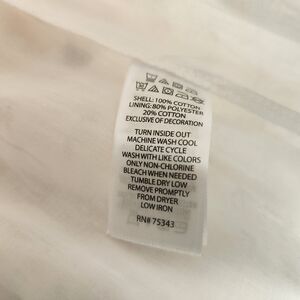 SHELL: 100% COTTON
LINING: 80% POLYESTER
20% COTTON
EXCLUSIVE OF DECORATION
TURN INSIDE OUT
MACHINE WASH COOL
DELICATE CYCLE
WASH WITH LIKE COLORS
ONLY NON-CHLORINE
BLEACH WHEN NEEDED
TUMBLE DRY LOW
REMOVE PROMPTLY
FROM DRYER
LOW IRON
RN# 75343